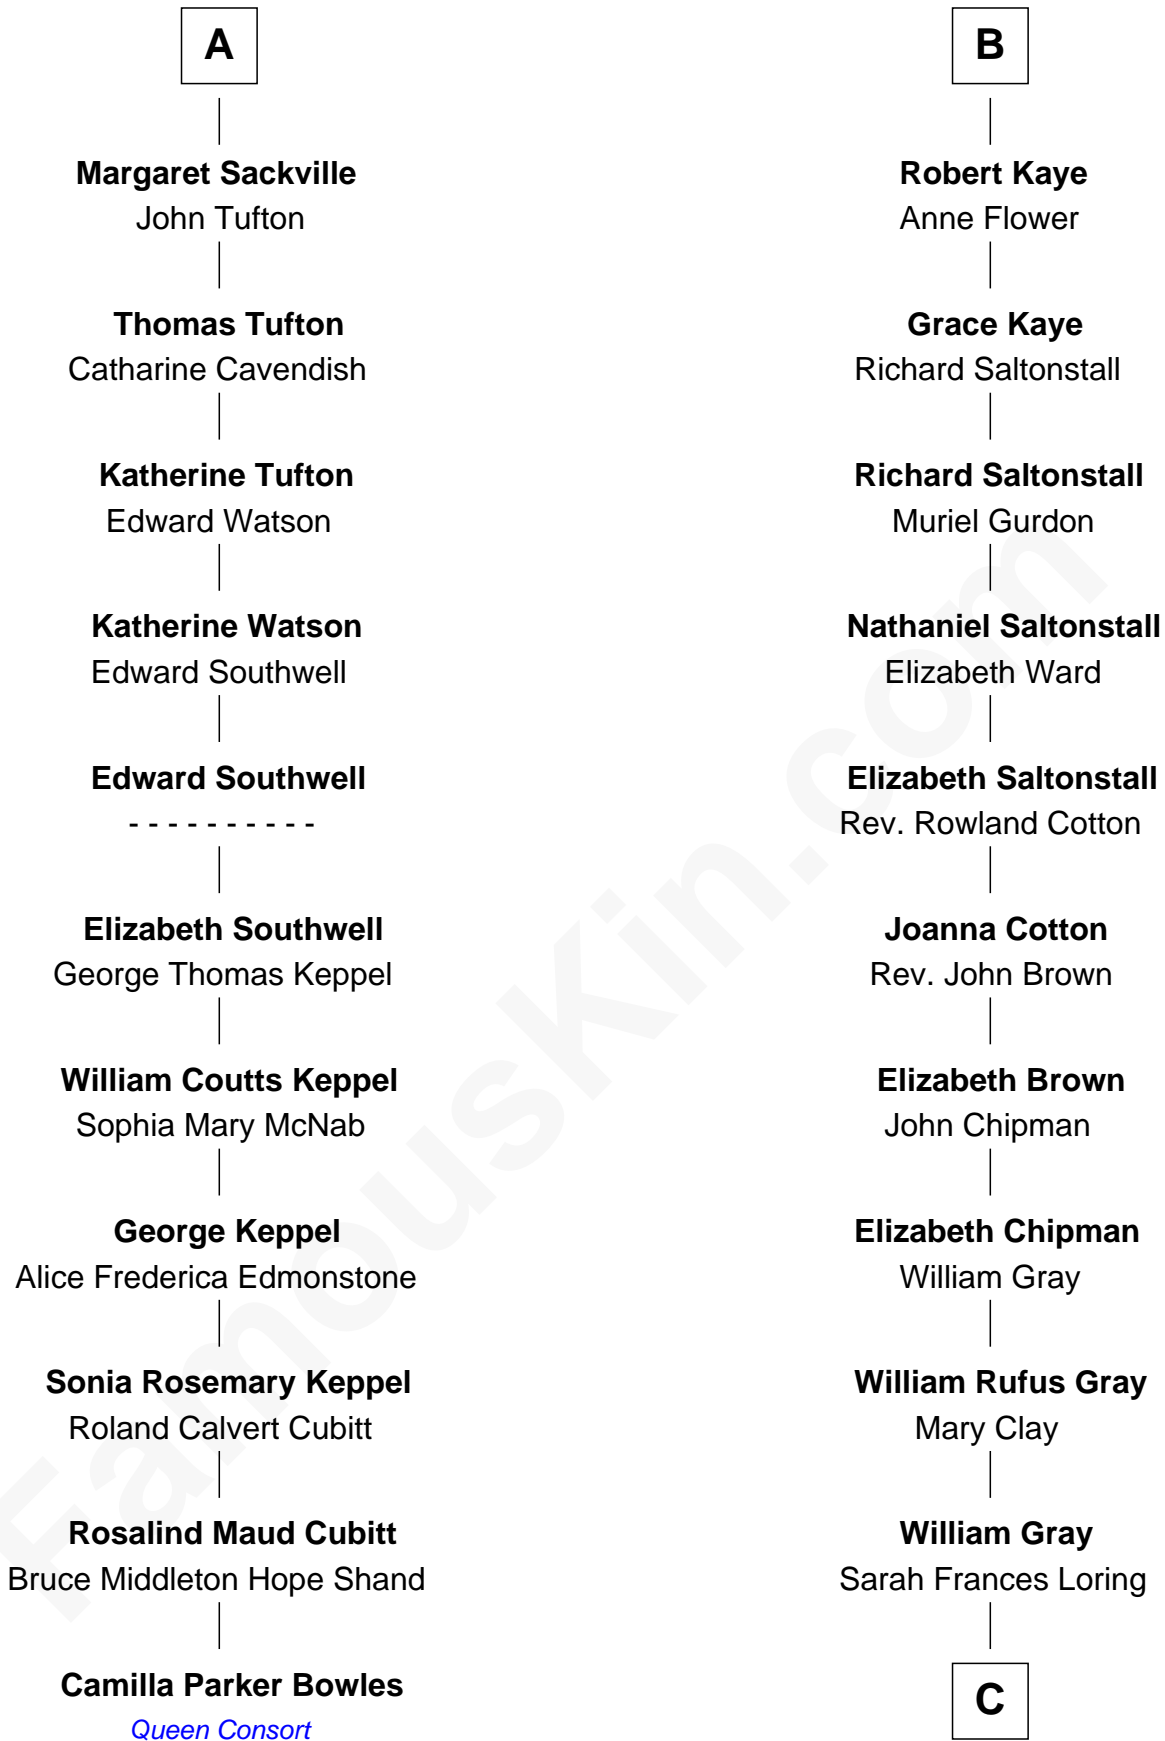 A
Margaret Sackville
John Tufton
Thomas Tufton
Catharine Cavendish
Katherine Tufton
Edward Watson
Katherine Watson
Edward Southwell
Edward Southwell
- - - - - - - - - -
Elizabeth Southwell
George Thomas Keppel
William Coutts Keppel
Sophia Mary McNab
George Keppel
Alice Frederica Edmonstone
Sonia Rosemary Keppel
Roland Calvert Cubitt
Rosalind Maud Cubitt
Bruce Middleton Hope Shand
Camilla Parker Bowles
Queen Consort
B
Robert Kaye
Anne Flower
Grace Kaye
Richard Saltonstall
Richard Saltonstall
Muriel Gurdon
Nathaniel Saltonstall
Elizabeth Ward
Elizabeth Saltonstall
Rev. Rowland Cotton
Joanna Cotton
Rev. John Brown
Elizabeth Brown
John Chipman
Elizabeth Chipman
William Gray
William Rufus Gray
Mary Clay
William Gray
Sarah Frances Loring
C
FamousKin.com